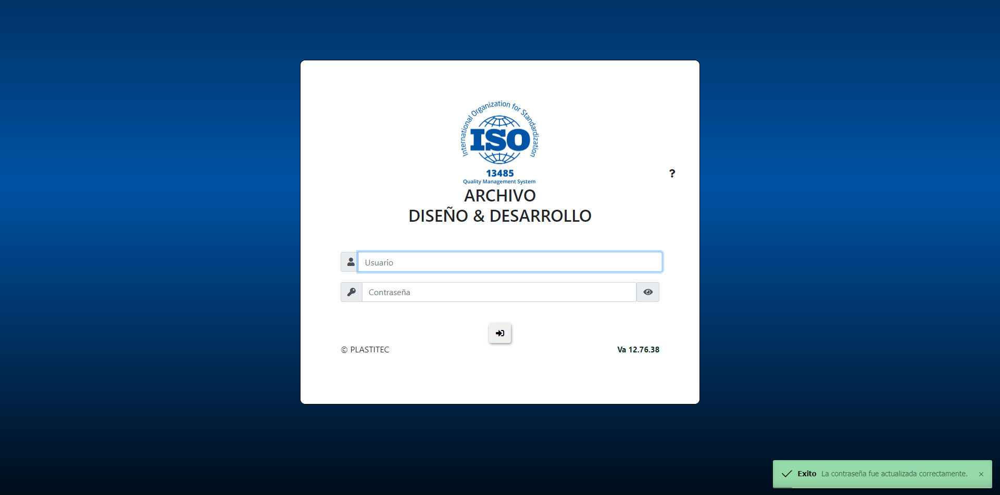 International Organization for Standardization
ISO
13485
Quality Management System
?
ARCHIVO
DISEÑO & DESARROLLO
Usuario
Contraseña
© PLASTITEC
Va 12.76.38
Exito La contraseña fue actualizada correctamente. ×